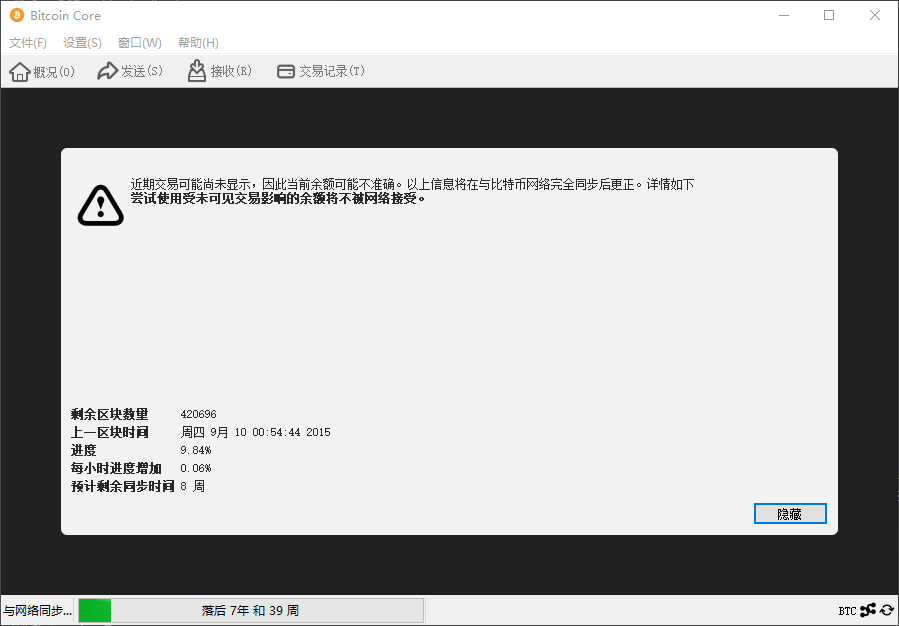 Bitcoin Core
文件(F) 设置(S) 窗口(W) 帮助(H)
概况(O) 发送(S) 接收(R) 交易记录(T)
近期交易可能尚未显示，因此当前余额可能不准确。以上信息将在与比特币网络完全同步后更正。详情如下
尝试使用受未可见交易影响的余额将不被网络接受。
剩余区块数量 420696
上一区块时间 周四 9月 10 00:54:44 2015
进度 9.84%
每小时进度增加 0.06%
预计剩余同步时间 8 周
隐藏
与网络同步... 落后 7年 和 39 周 BTC